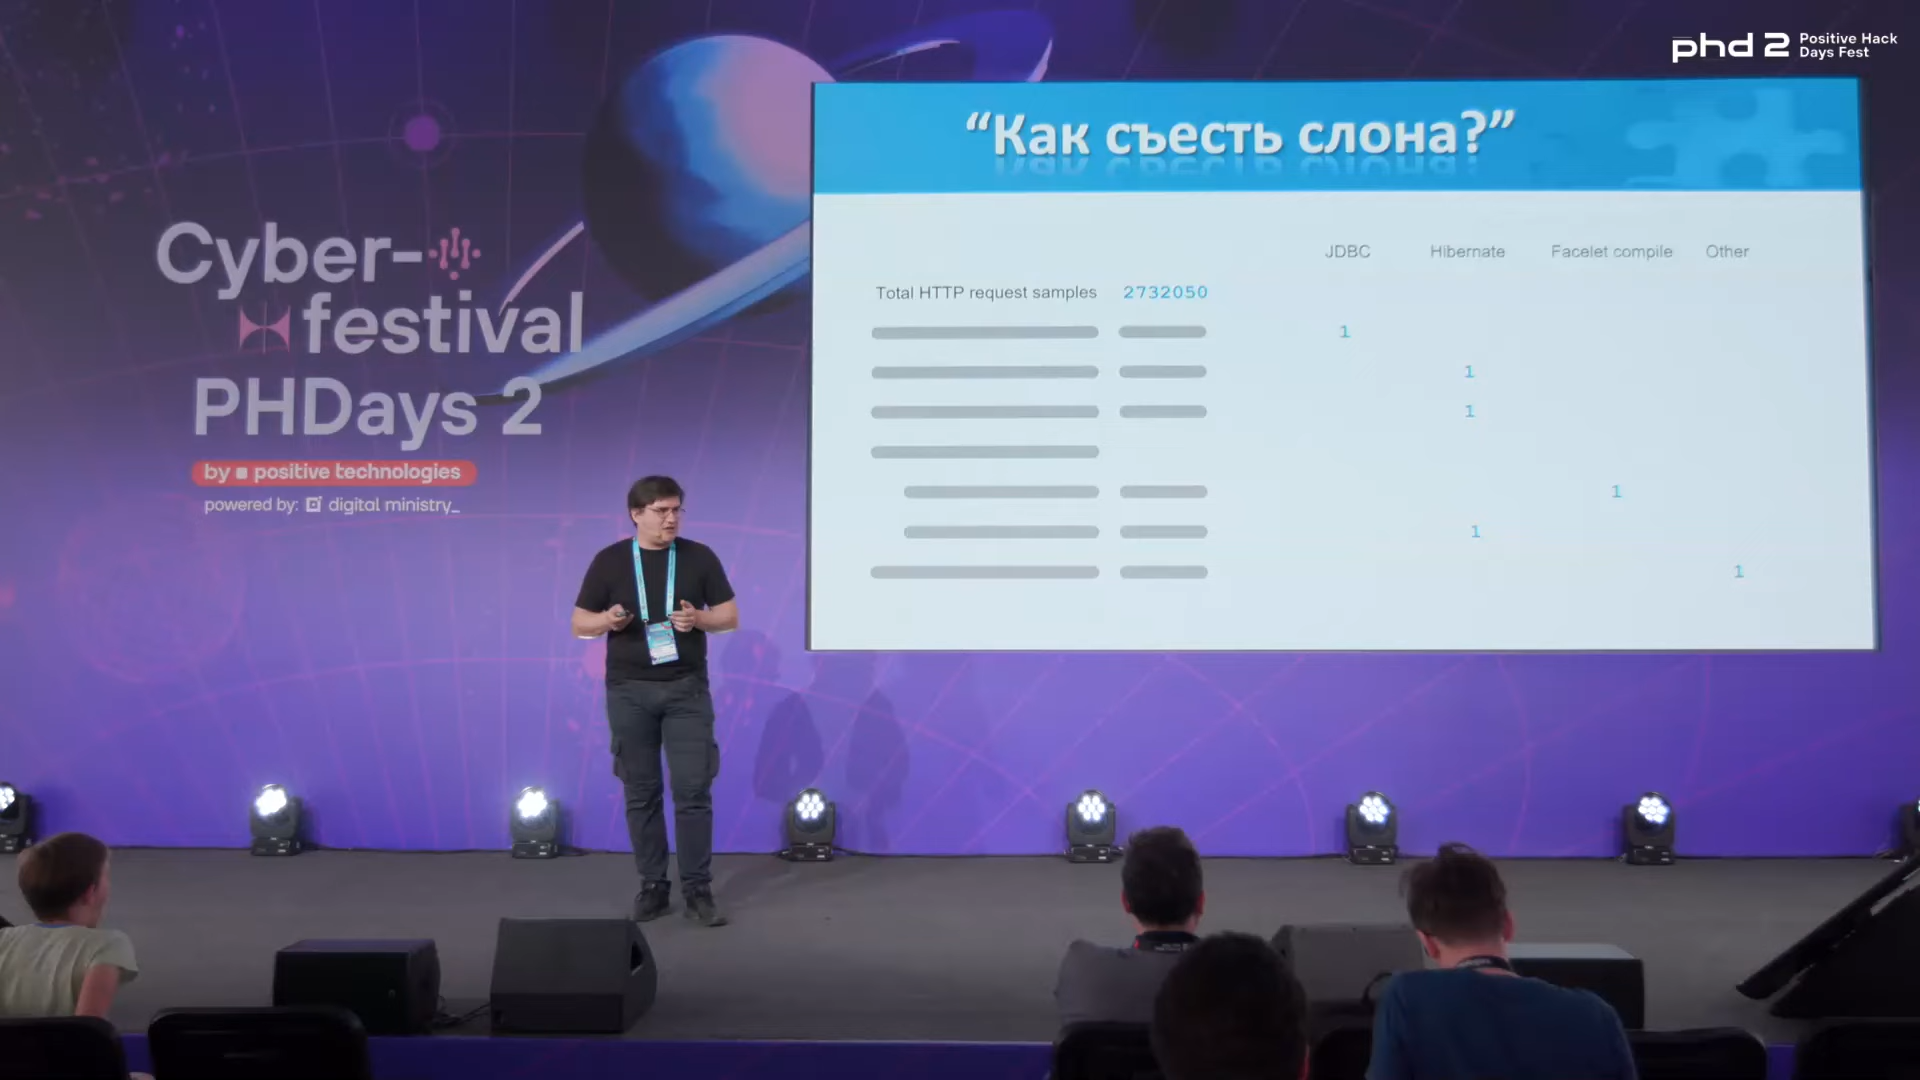 phd 2 Positive Hack
Days Fest
“Как съесть слона?”
JDBC Hibernate Facelet compile Other
Total HTTP request samples 2732050
1
1
1
1
1
1
Cyber-
festival
PHDays 2
by positive technologies
powered by: digital ministry_